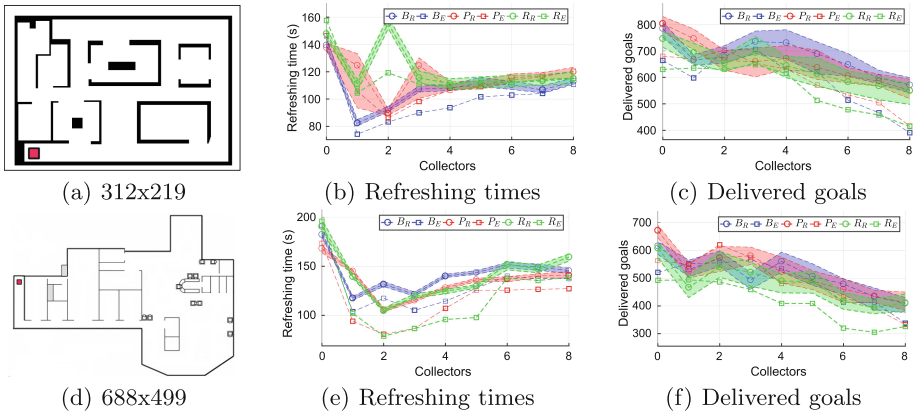 160
140
120
100
80
0 2 4 6 8
Collectors
Refreshing time (s)
B_R B_E P_R P_E R_R R_E
800
700
600
500
400
0 2 4 6 8
Collectors
Delivered goals
B_R B_E P_R P_E R_R R_E
(a) 312x219
(b) Refreshing times
(c) Delivered goals
200
150
100
0 2 4 6 8
Collectors
Refreshing time (s)
B_R B_E P_R P_E R_R R_E
700
600
500
400
300
0 2 4 6 8
Collectors
Delivered goals
B_R B_E P_R P_E R_R R_E
(d) 688x499
(e) Refreshing times
(f) Delivered goals